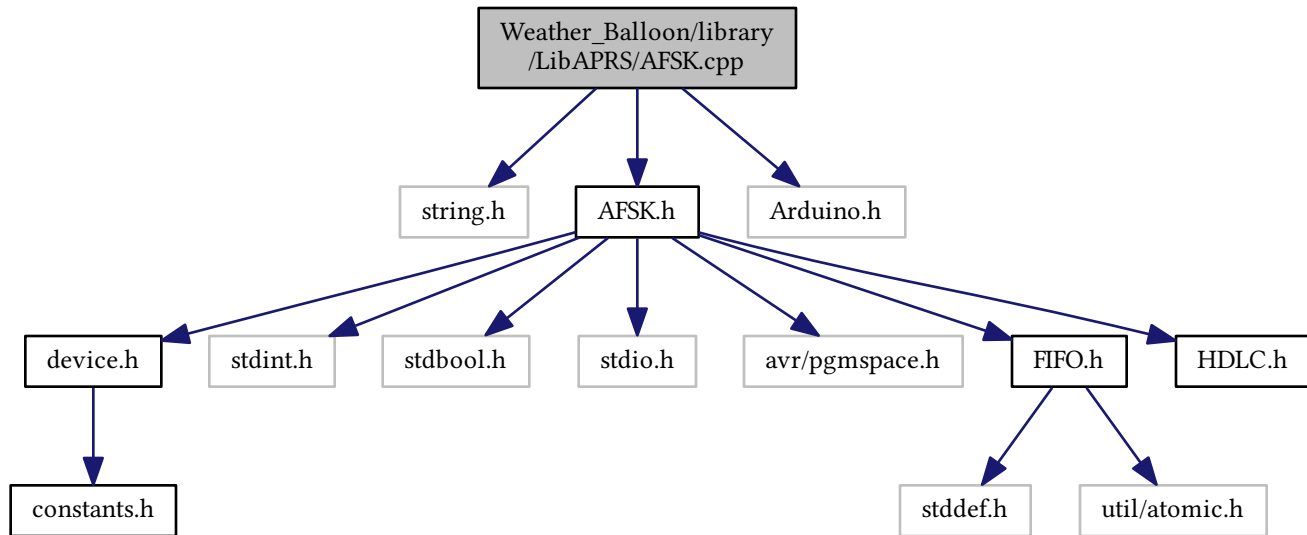 Weather_Balloon/library
/LibAPRS/AFSK.cpp
string.h
AFSK.h
Arduino.h
device.h
stdint.h
stdbool.h
stdio.h
avr/pgmspace.h
FIFO.h
HDLC.h
constants.h
stddef.h
util/atomic.h